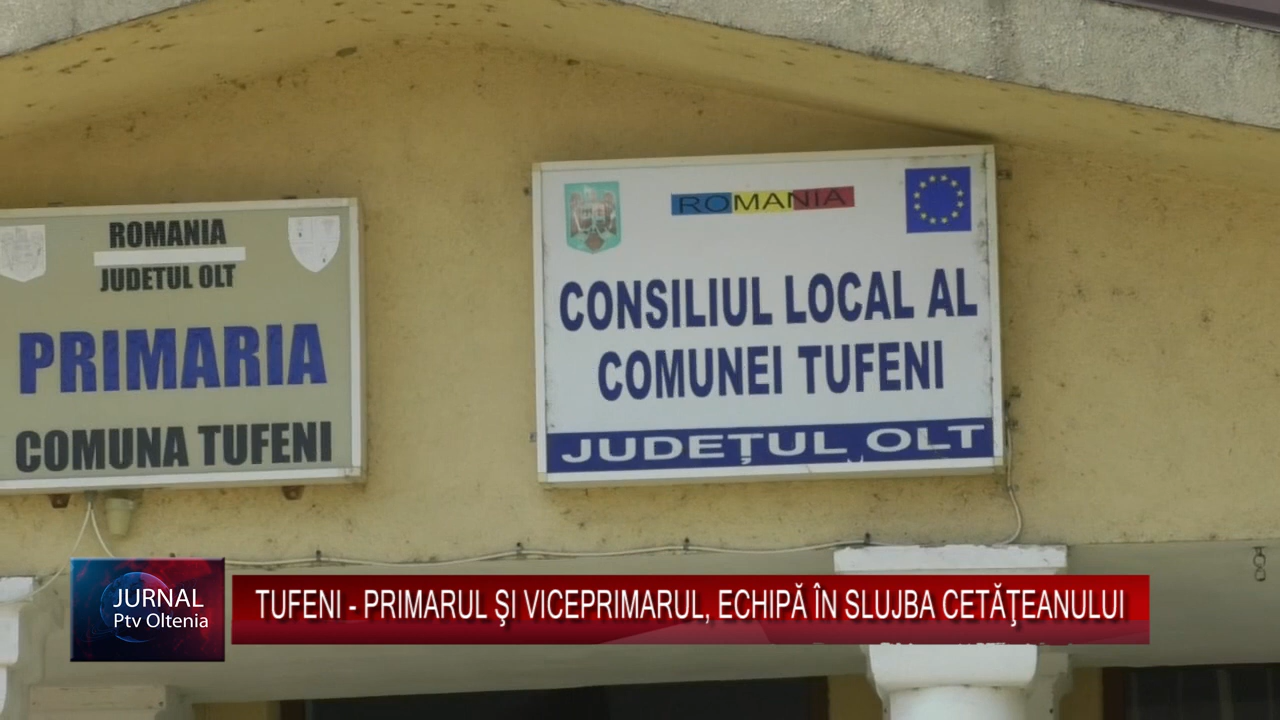 ROMANIA
JUDETUL OLT
PRIMARIA
COMUNA TUFENI
ROMANIA
CONSILIUL LOCAL AL
COMUNEI TUFENI
JUDEŢUL OLT
JURNAL
Ptv Oltenia
TUFENI - PRIMARUL ŞI VICEPRIMARUL, ECHIPĂ ÎN SLUJBA CETĂŢEANULUI